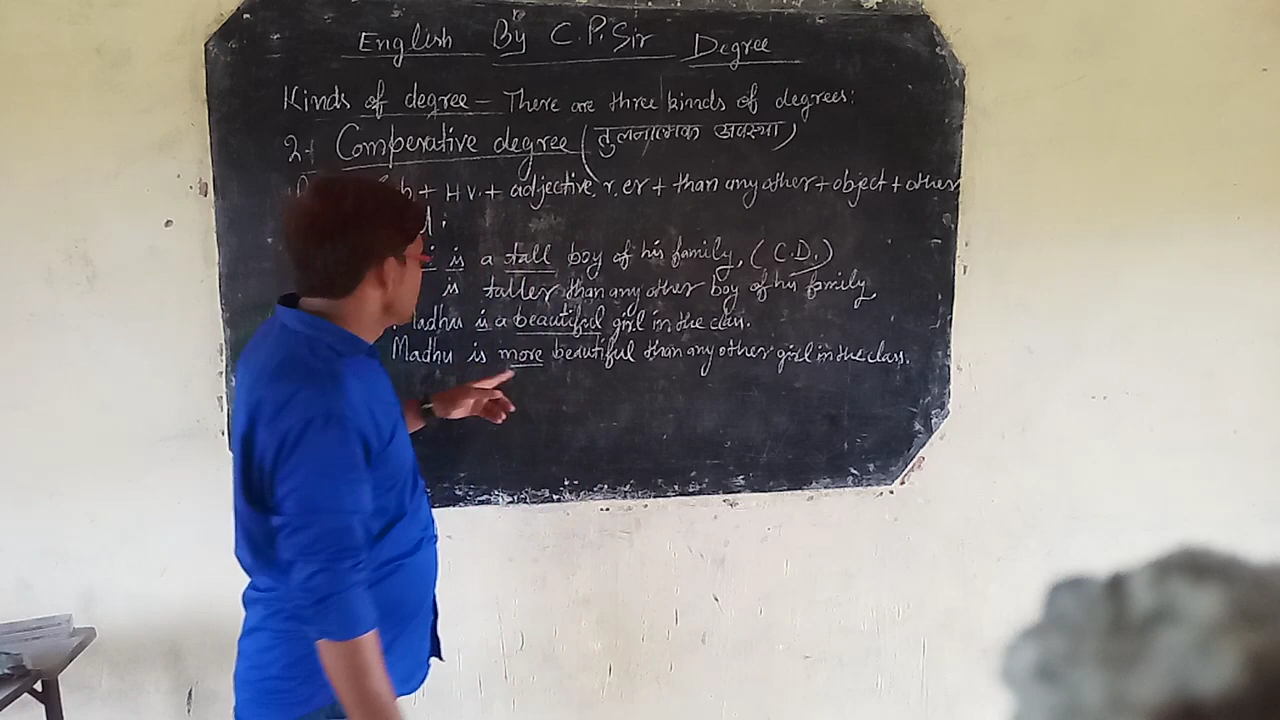 English By C.P. Sir Degree
Kinds of degree - There are three kinds of degrees:
2. Comperative degree (तुलनात्मक अवस्था)
+ H.V. + adjective, r, er + than any other + object + other
is a tall boy of his family, (C.D.)
is taller than any other boy of his family,
Madhu is a beautiful girl in the class.
Madhu is more beautiful than any other girl in the class.